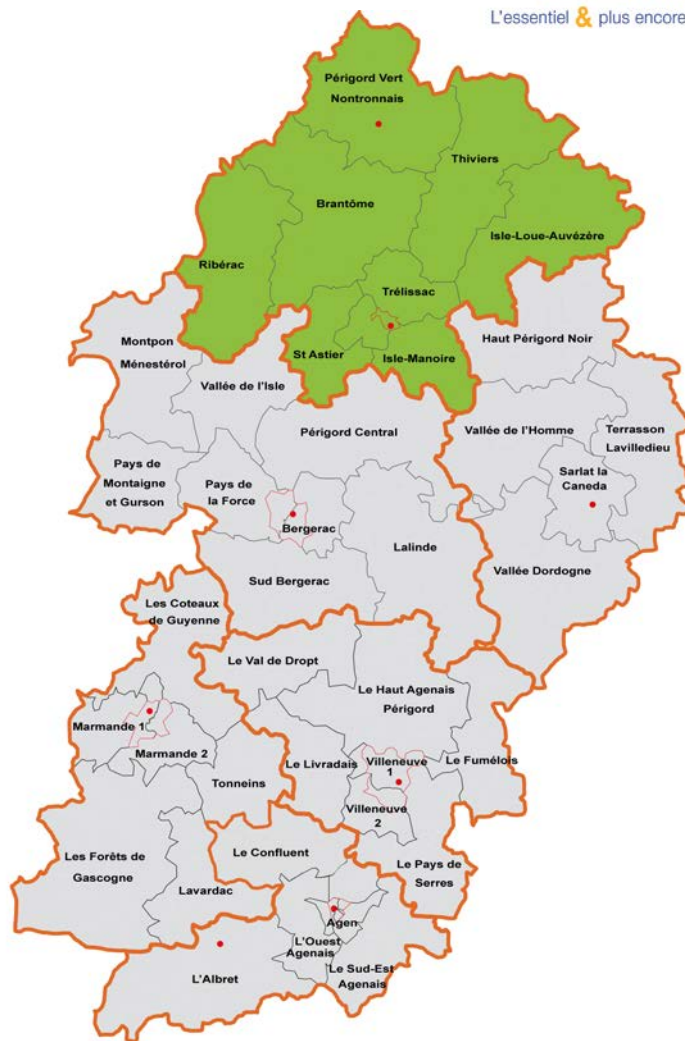 L'essentiel & plus encore
Périgord Vert
Nontronnais
Thiviers
Brantôme
Isle-Loue-Auvézère
Ribérac
Trélissac
St Astier
Isle-Manoire
Haut Périgord Noir
Montpon
Ménestérol
Vallée de l'Isle
Périgord Central
Vallée de l'Homme
Terrasson
Lavilledieu
Pays de
Montaigne
et Gurson
Pays de
la Force
Sarlat la
Caneda
Bergerac
Lalinde
Sud Bergerac
Vallée Dordogne
Les Coteaux
de Guyenne
Le Val de Dropt
Le Haut Agenais
Périgord
Marmande 1
Marmande 2
Le Livradais
Villeneuve
1
Le Fumélois
Tonneins
Villeneuve
2
Les Forêts de
Gascogne
Le Confluent
Le Pays de
Serres
Lavardac
Agen
L'Ouest
Agenais
L'Albret
Le Sud-Est
Agenais